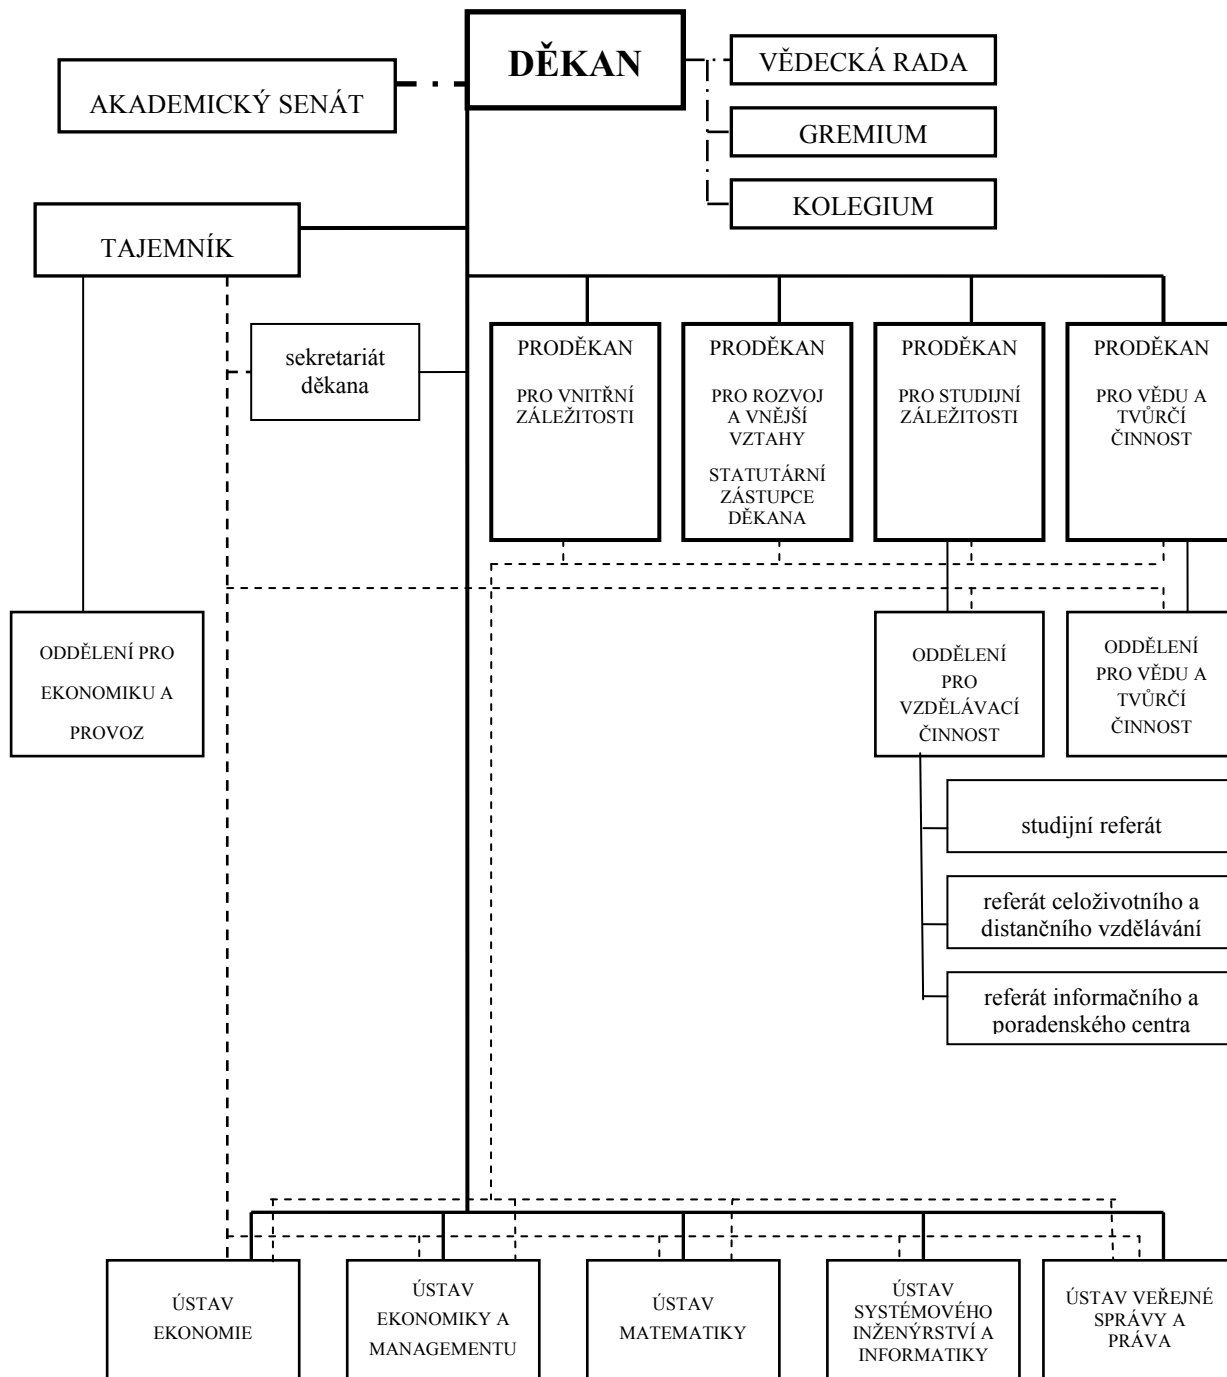 DĚKAN
VĚDECKÁ RADA
AKADEMICKÝ SENÁT
GREMIUM
KOLEGIUM
TAJEMNÍK
sekretariát
děkana
PRODĚKAN
PRO VNITŘNÍ
ZÁLEŽITOSTI
PRODĚKAN
PRO ROZVOJ
A VNĚJŠÍ
VZTAHY
STATUTÁRNÍ
ZÁSTUPCE
DĚKANA
PRODĚKAN
PRO STUDIJNÍ
ZÁLEŽITOSTI
PRODĚKAN
PRO VĚDU A
TVŮRČÍ
ČINNOST
ODDĚLENÍ PRO
EKONOMIKU A
PROVOZ
ODDĚLENÍ
PRO
VZDĚLÁVACÍ
ČINNOST
ODDĚLENÍ
PRO VĚDU A
TVŮRČÍ
ČINNOST
studijní referát
referát celoživotního a
distančního vzdělávání
referát informačního a
poradenského centra
ÚSTAV
EKONOMIE
ÚSTAV
EKONOMIKY A
MANAGEMENTU
ÚSTAV
MATEMATIKY
ÚSTAV
SYSTÉMOVÉHO
INŽENÝRSTVÍ A
INFORMATIKY
ÚSTAV VEŘEJNÉ
SPRÁVY A
PRÁVA